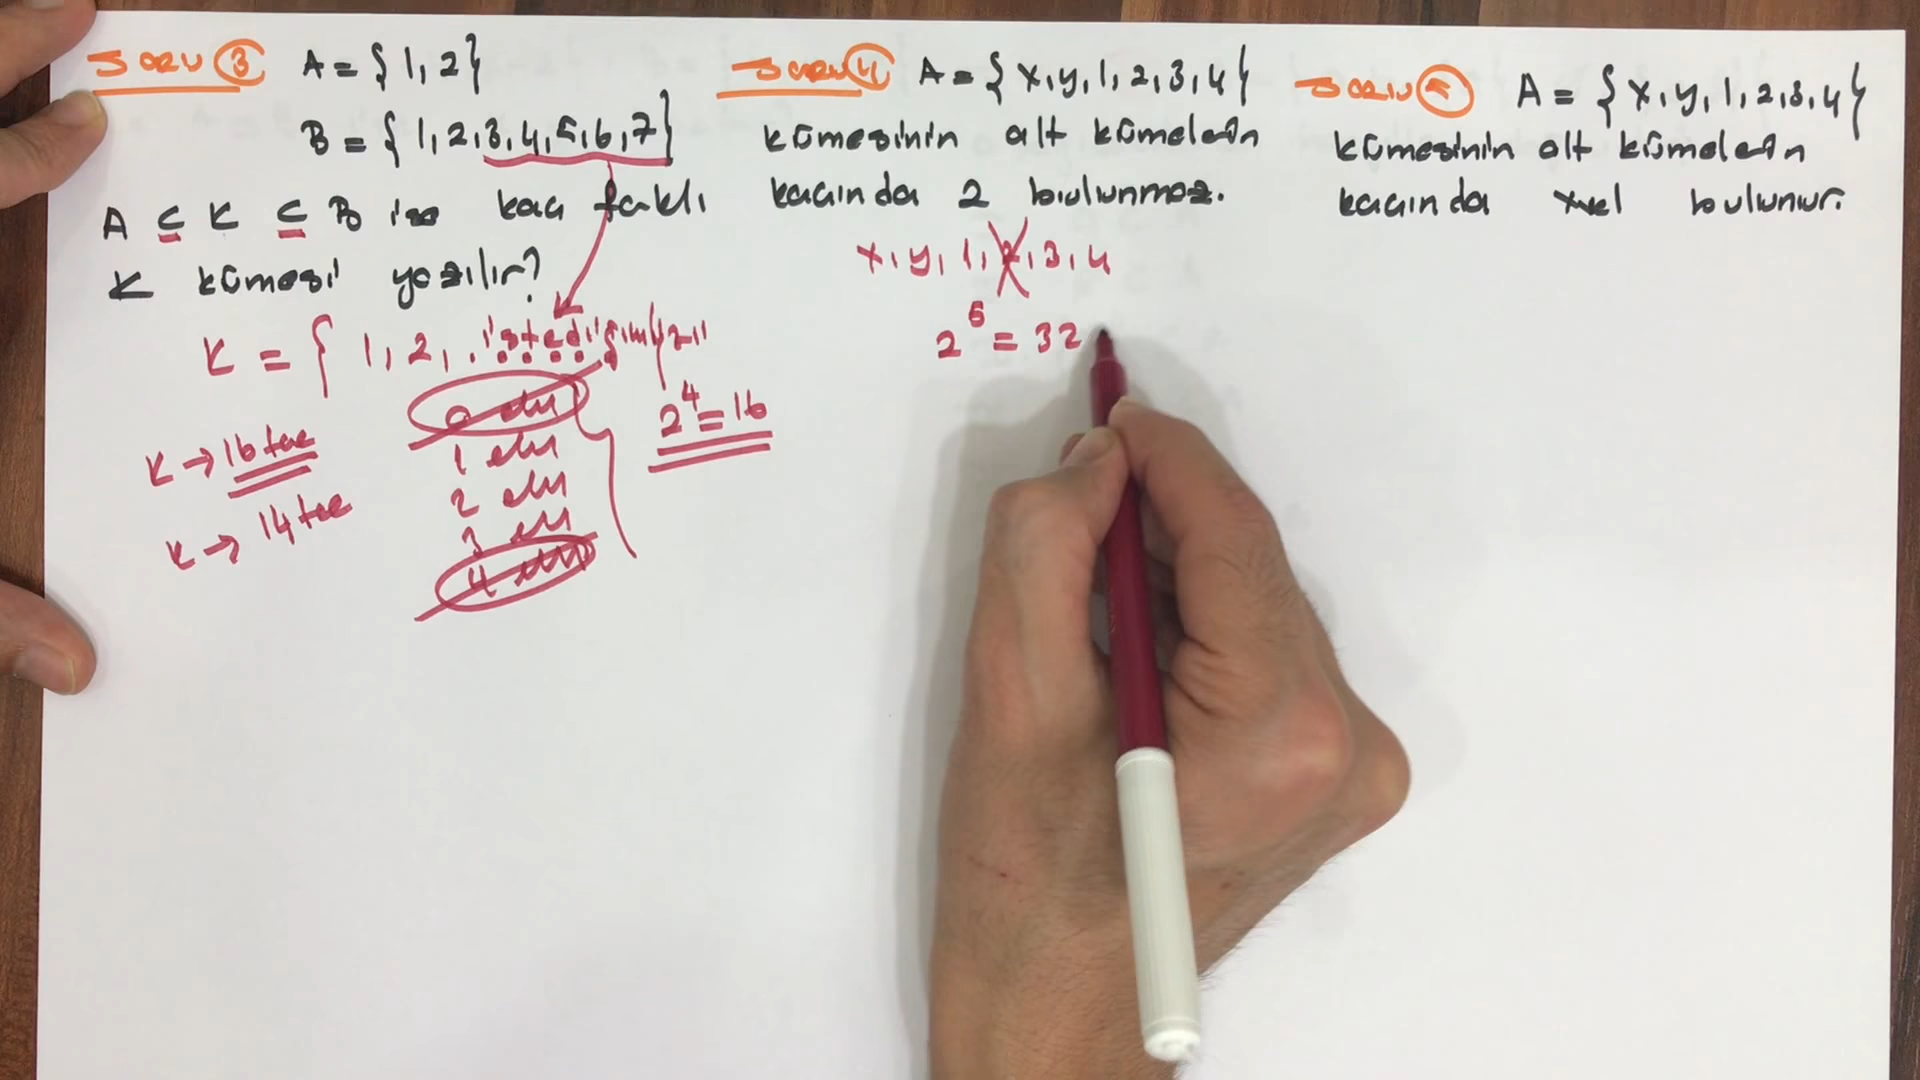 SORU 3 A = { 1, 2 }
B = { 1, 2, 3, 4, 5, 6, 7 }
A ⊆ K ⊆ B ise kaç farklı
K kümesi yazılır?
K = { 1, 2, istediğimizi }
0 elm
1 elm
2 elm
3 elm
4 elm
2⁴ = 16
K → 16 tane
K → 14 tane
SORU 4 A = { x, y, 1, 2, 3, 4 }
kümesinin alt kümelerin
kaçında 2 bulunmaz.
x, y, 1, 2, 3, 4
2⁵ = 32
SORU 5 A = { x, y, 1, 2, 3, 4 }
kümesinin alt kümelerin
kaçında bulunur.